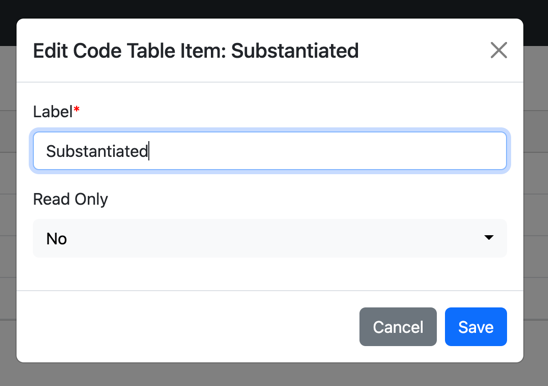 Edit Code Table Item: Substantiated
Label*
Substantiated
Read Only
No
Cancel Save